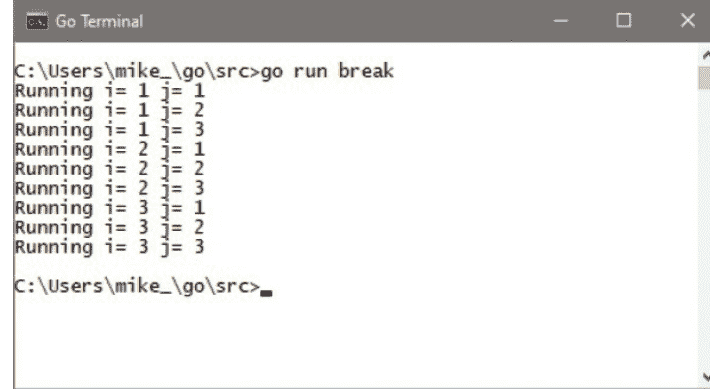 Go Terminal
C:\Users\mike_\go\src>go run break
Running i= 1 j= 1
Running i= 1 j= 2
Running i= 1 j= 3
Running i= 2 j= 1
Running i= 2 j= 2
Running i= 2 j= 3
Running i= 3 j= 1
Running i= 3 j= 2
Running i= 3 j= 3
C:\Users\mike_\go\src>